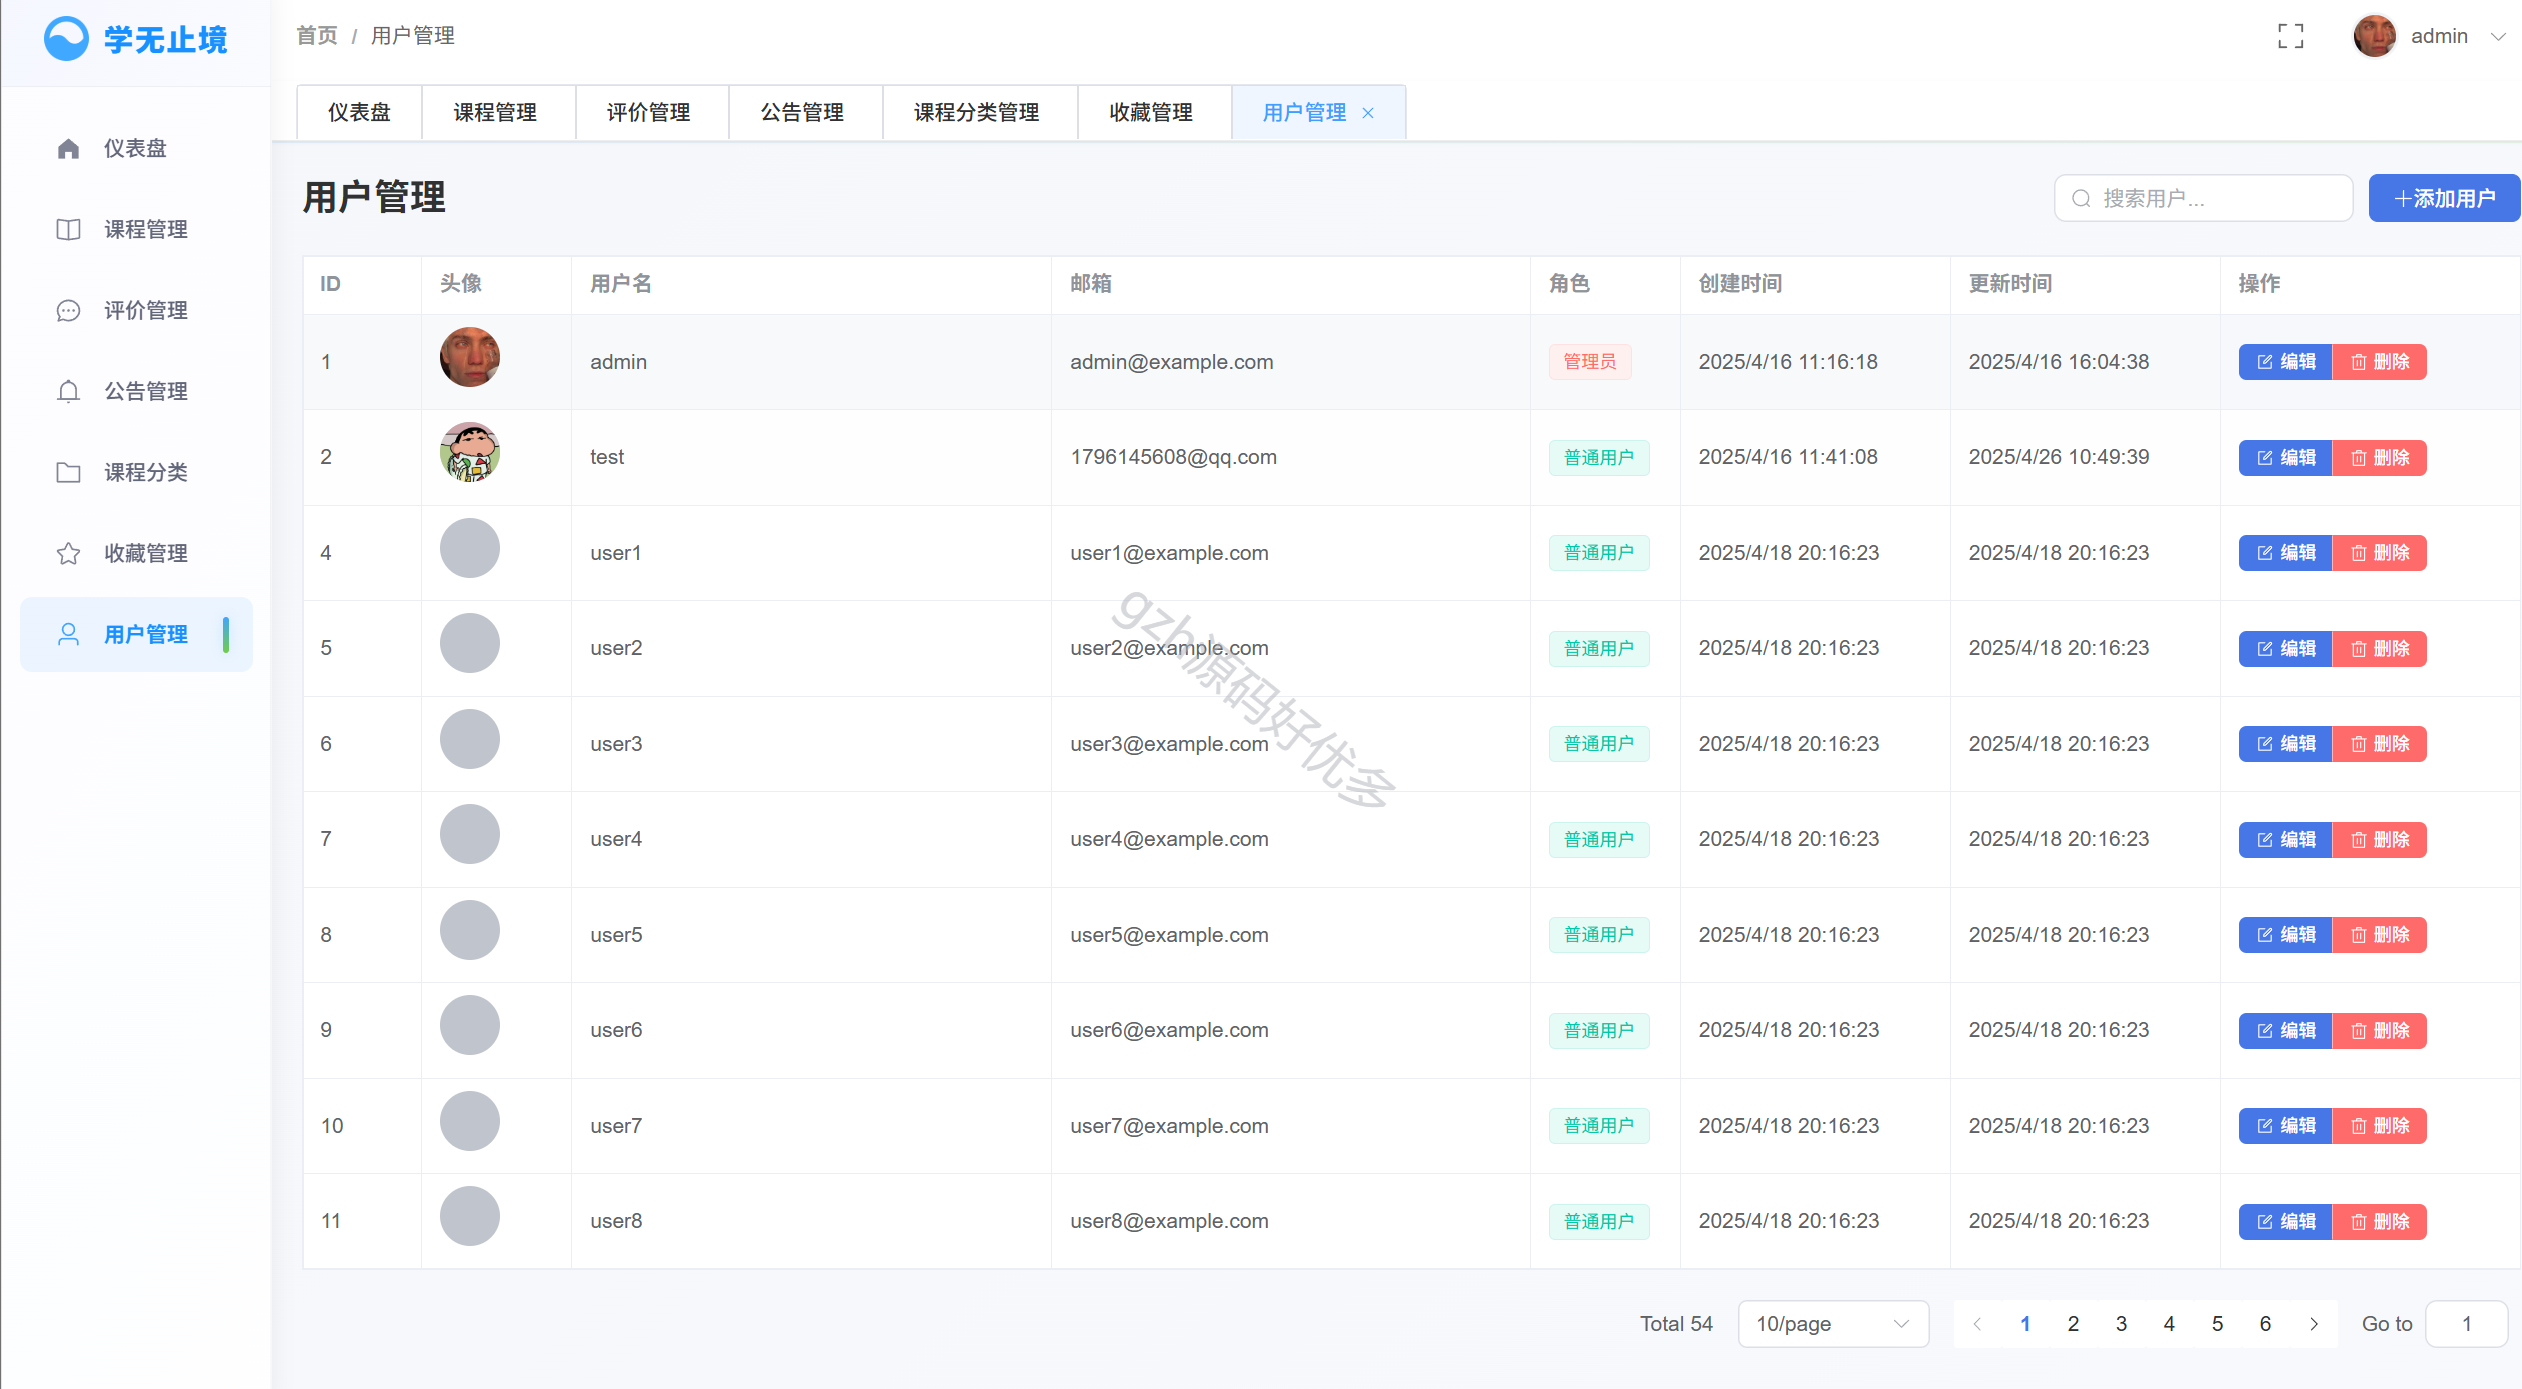 学无止境
首页 / 用户管理
admin
仪表盘
课程管理
评价管理
公告管理
课程分类管理
收藏管理
用户管理
仪表盘
课程管理
评价管理
公告管理
课程分类
收藏管理
用户管理
用户管理
搜索用户...
添加用户
ID 头像 用户名 邮箱 角色 创建时间 更新时间 操作
1 admin admin@example.com 管理员 2025/4/16 11:16:18 2025/4/16 16:04:38 编辑 删除
2 test 1796145608@qq.com 普通用户 2025/4/16 11:41:08 2025/4/26 10:49:39 编辑 删除
4 user1 user1@example.com 普通用户 2025/4/18 20:16:23 2025/4/18 20:16:23 编辑 删除
5 user2 user2@example.com 普通用户 2025/4/18 20:16:23 2025/4/18 20:16:23 编辑 删除
6 user3 user3@example.com 普通用户 2025/4/18 20:16:23 2025/4/18 20:16:23 编辑 删除
7 user4 user4@example.com 普通用户 2025/4/18 20:16:23 2025/4/18 20:16:23 编辑 删除
8 user5 user5@example.com 普通用户 2025/4/18 20:16:23 2025/4/18 20:16:23 编辑 删除
9 user6 user6@example.com 普通用户 2025/4/18 20:16:23 2025/4/18 20:16:23 编辑 删除
10 user7 user7@example.com 普通用户 2025/4/18 20:16:23 2025/4/18 20:16:23 编辑 删除
11 user8 user8@example.com 普通用户 2025/4/18 20:16:23 2025/4/18 20:16:23 编辑 删除
gzh源码好优多
Total 54 10/page 1 2 3 4 5 6 Go to 1